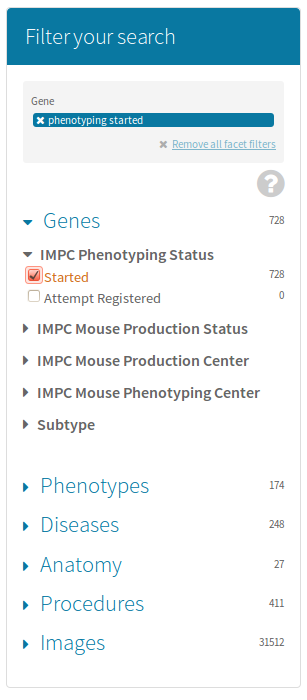 Filter your search
Gene
✖ phenotyping started
✖ Remove all facet filters
?
Genes 728
IMPC Phenotyping Status
Started 728
Attempt Registered 0
IMPC Mouse Production Status
IMPC Mouse Production Center
IMPC Mouse Phenotyping Center
Subtype
Phenotypes 174
Diseases 248
Anatomy 27
Procedures 411
Images 31512